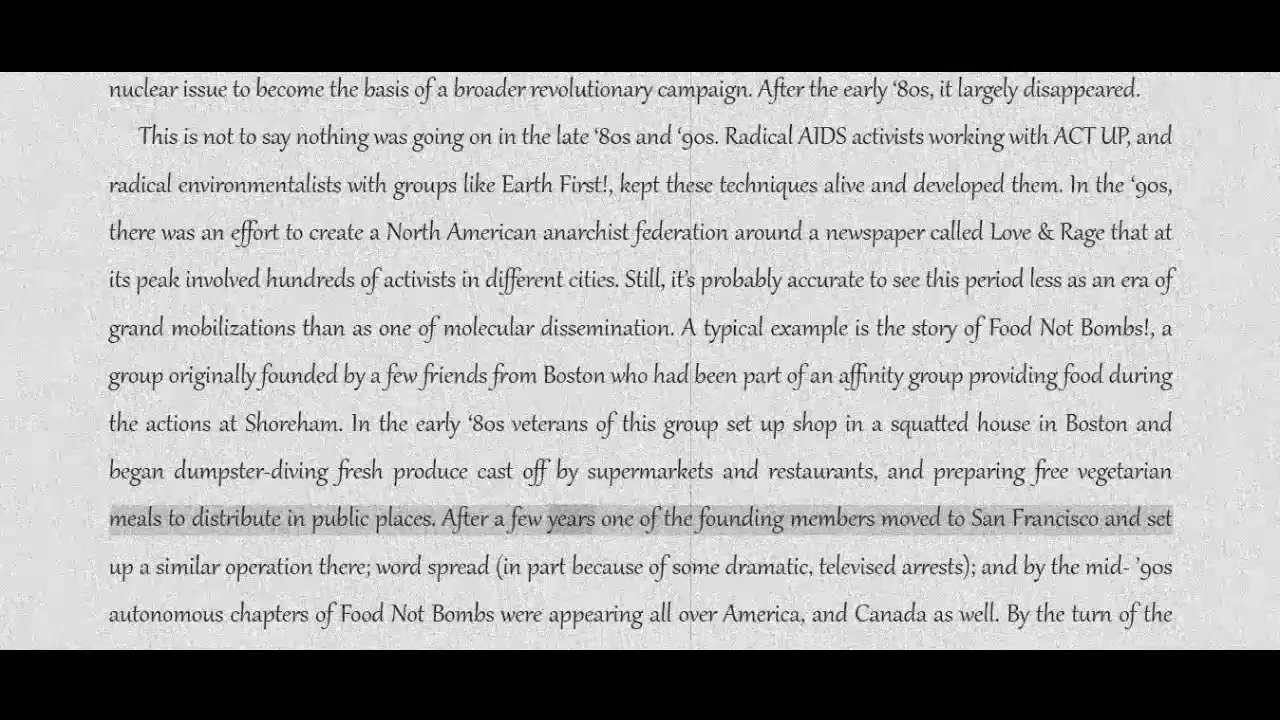 nuclear issue to become the basis of a broader revolutionary campaign. After the early ‘80s, it largely disappeared.
This is not to say nothing was going on in the late ‘80s and ‘90s. Radical AIDS activists working with ACT UP, and
radical environmentalists with groups like Earth First!, kept these techniques alive and developed them. In the ‘90s,
there was an effort to create a North American anarchist federation around a newspaper called Love & Rage that at
its peak involved hundreds of activists in different cities. Still, it’s probably accurate to see this period less as an era of
grand mobilizations than as one of molecular dissemination. A typical example is the story of Food Not Bombs!, a
group originally founded by a few friends from Boston who had been part of an affinity group providing food during
the actions at Shoreham. In the early ‘80s veterans of this group set up shop in a squatted house in Boston and
began dumpster-diving fresh produce cast off by supermarkets and restaurants, and preparing free vegetarian
meals to distribute in public places. After a few years one of the founding members moved to San Francisco and set
up a similar operation there; word spread (in part because of some dramatic, televised arrests); and by the mid- ’90s
autonomous chapters of Food Not Bombs were appearing all over America, and Canada as well. By the turn of the